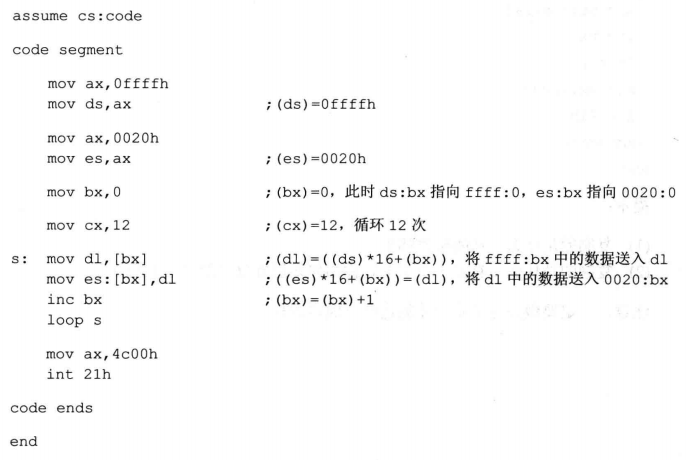 assume cs:code
code segment
mov ax,0ffffh
mov ds,ax ;(ds)=0ffffh
mov ax,0020h
mov es,ax ;(es)=0020h
mov bx,0 ;(bx)=0，此时 ds:bx 指向 ffff:0，es:bx 指向 0020:0
mov cx,12 ;(cx)=12，循环 12 次
s: mov dl,[bx] ;(dl)=((ds)*16+(bx))，将 ffff:bx 中的数据送入 dl
mov es:[bx],dl ;((es)*16+(bx))=(dl)，将 dl 中的数据送入 0020:bx
inc bx ;(bx)=(bx)+1
loop s
mov ax,4c00h
int 21h
code ends
end